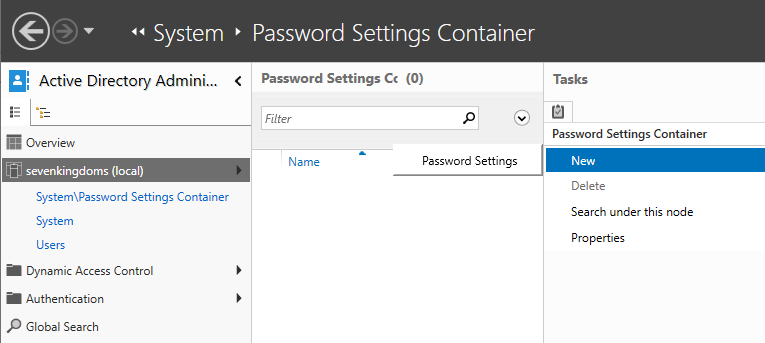 System Password Settings Container
Active Directory Admini...
Overview
sevenkingdoms (local)
System\Password Settings Container
System
Users
Dynamic Access Control
Authentication
Global Search
Password Settings Cc (0)
Filter
Name
Password Settings
Tasks
Password Settings Container
New
Delete
Search under this node
Properties